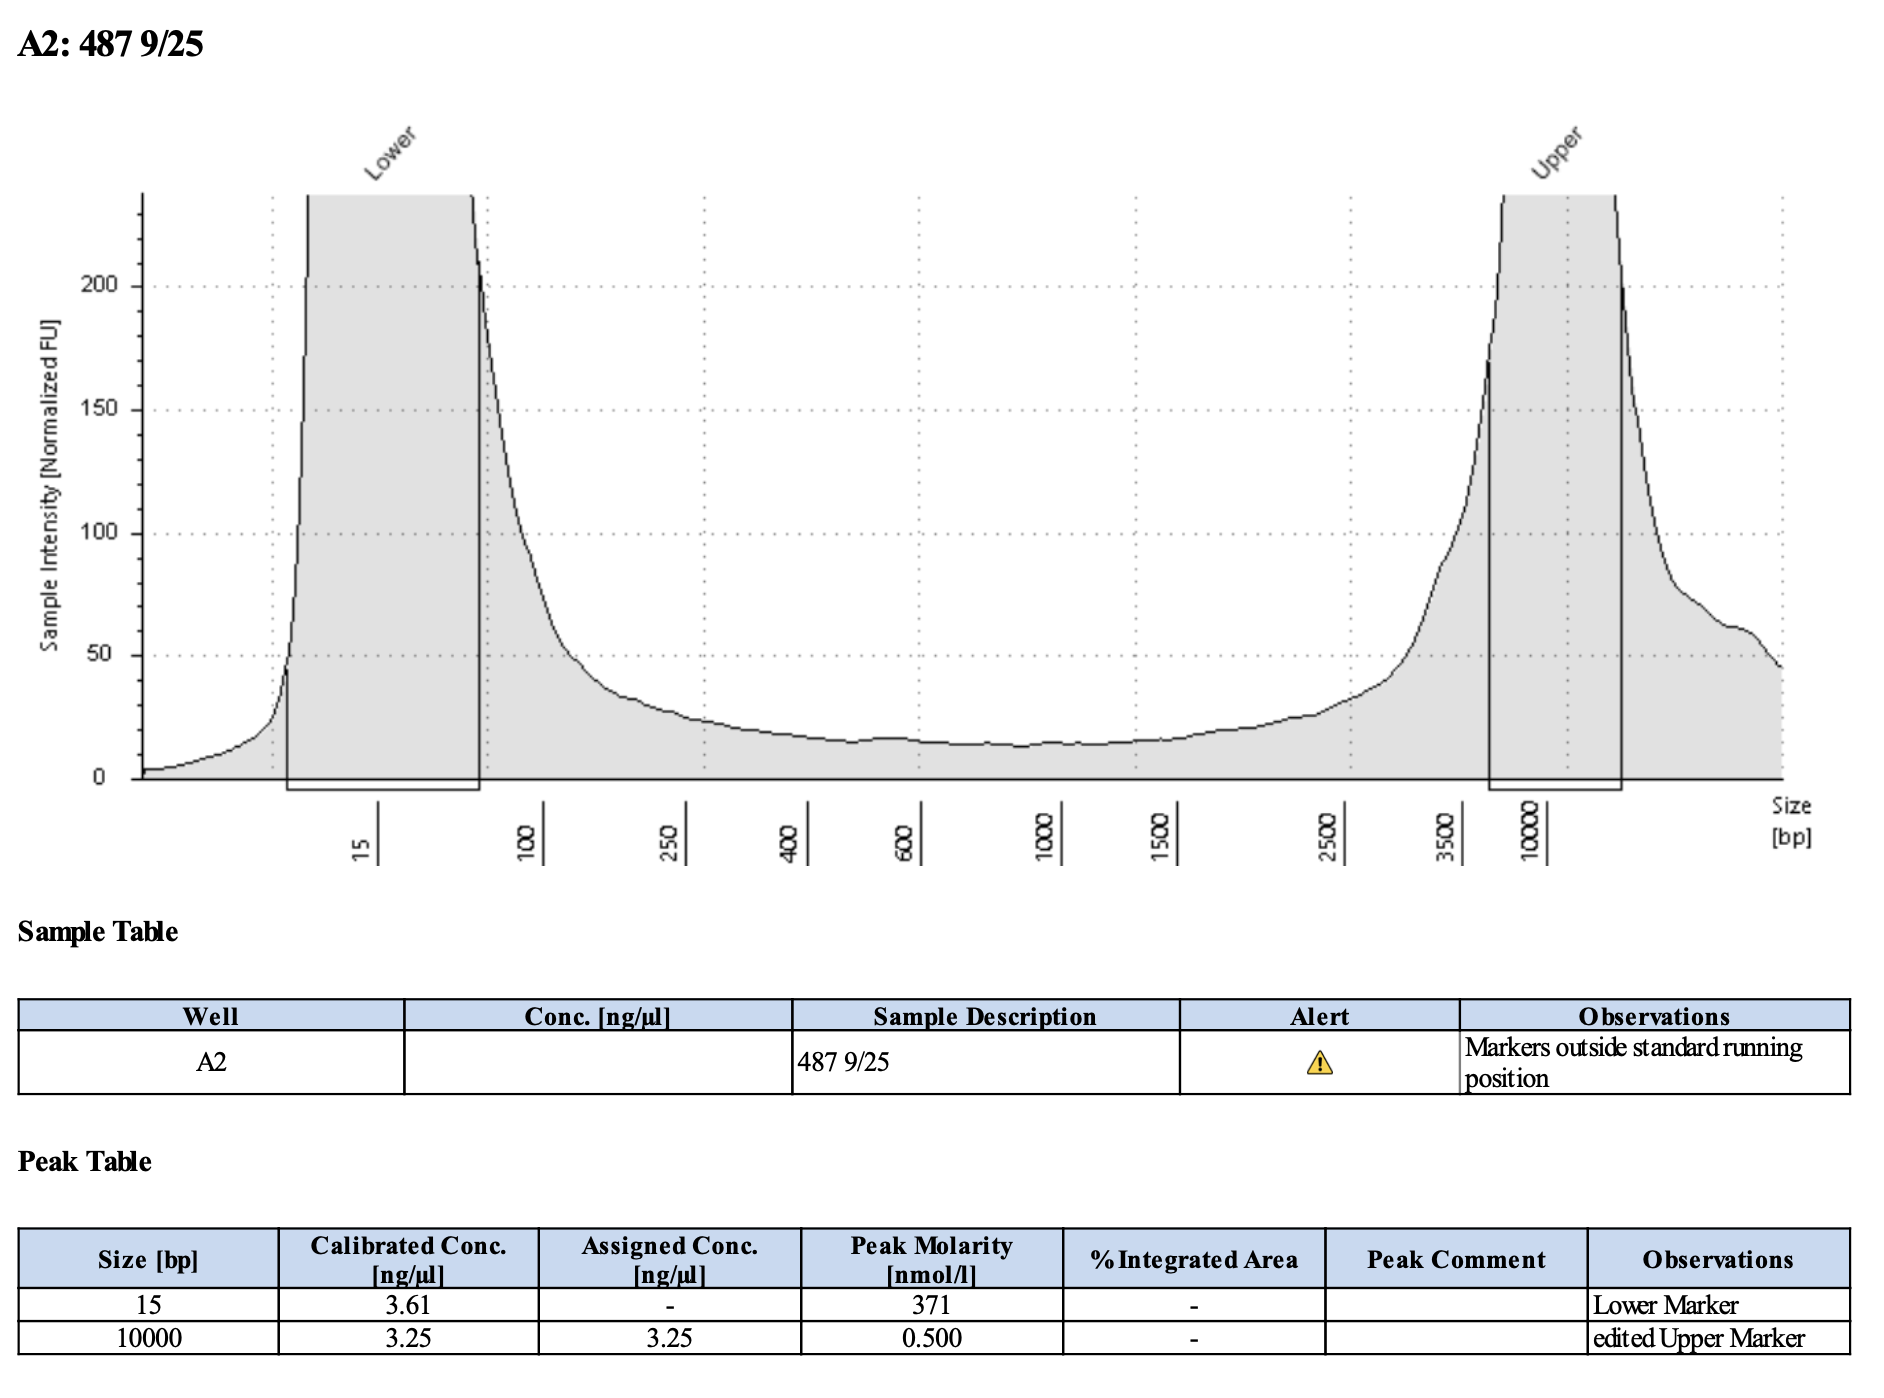 A2: 487 9/25
Lower
Upper
Sample Intensity [Normalized FU]
200
150
100
50
0
15
100
250
400
600
1000
1500
2500
3500
10000
Size
[bp]
Sample Table
Well Conc. [ng/µl] Sample Description Alert Observations
A2 487 9/25 Markers outside standard running
position
Peak Table
Size [bp] Calibrated Conc. [ng/µl] Assigned Conc. [ng/µl] Peak Molarity [nmol/l] % Integrated Area Peak Comment Observations
15 3.61 - 371 - Lower Marker
10000 3.25 3.25 0.500 - edited Upper Marker